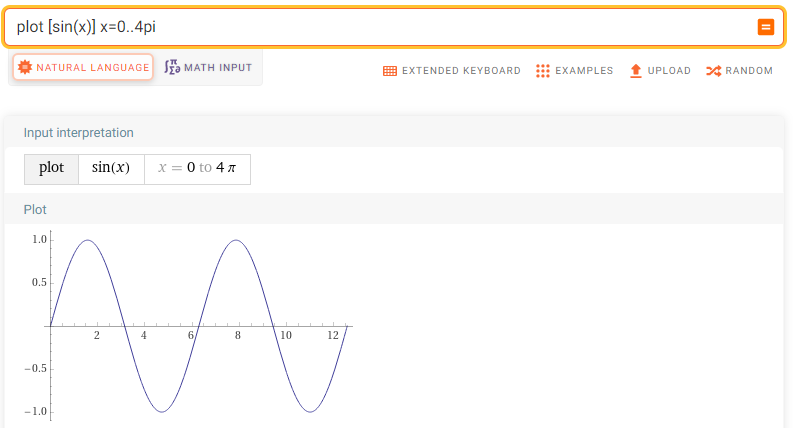 plot [sin(x)] x=0..4pi
=
NATURAL LANGUAGE
∫π Σ∂ MATH INPUT
EXTENDED KEYBOARD
EXAMPLES
UPLOAD
RANDOM
Input interpretation
plot sin(x) x = 0 to 4 π
Plot
1.0
0.5
2 4 6 8 10 12
−0.5
−1.0